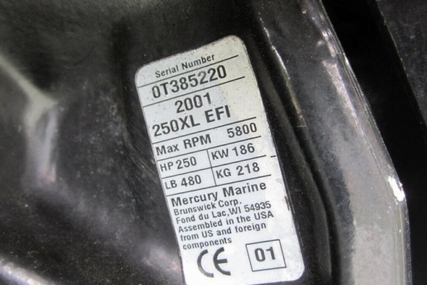 Serial Number
0T385220
2001
250XL EFI
Max RPM 5800
HP 250 KW 186
LB 480 KG 218
Mercury Marine
Brunswick Corp.
Fond du Lac,WI 54935
Assembled in the USA
from US and foreign
components
CE 01